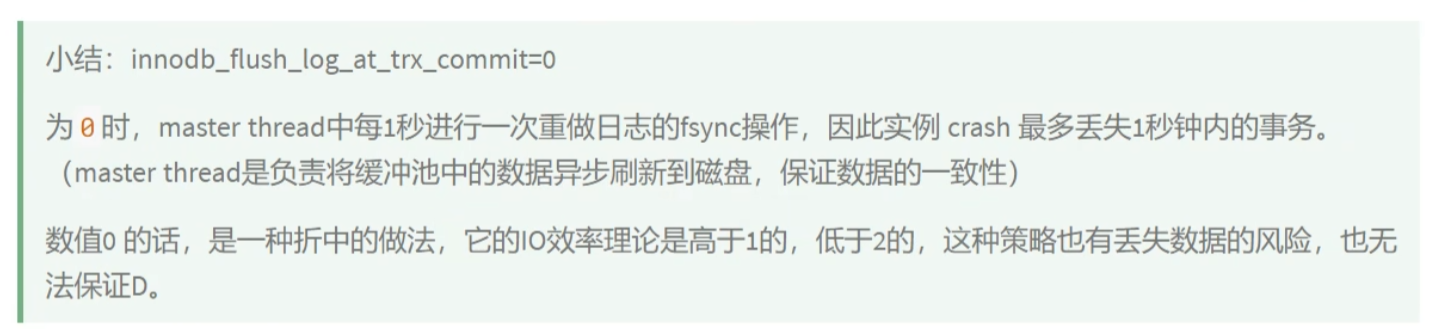 小结：innodb_flush_log_at_trx_commit=0
为 0 时，master thread中每1秒进行一次重做日志的fsync操作，因此实例 crash 最多丢失1秒钟内的事务。
（master thread是负责将缓冲池中的数据异步刷新到磁盘，保证数据的一致性）
数值0 的话，是一种折中的做法，它的IO效率理论是高于1的，低于2的，这种策略也有丢失数据的风险，也无
法保证D。